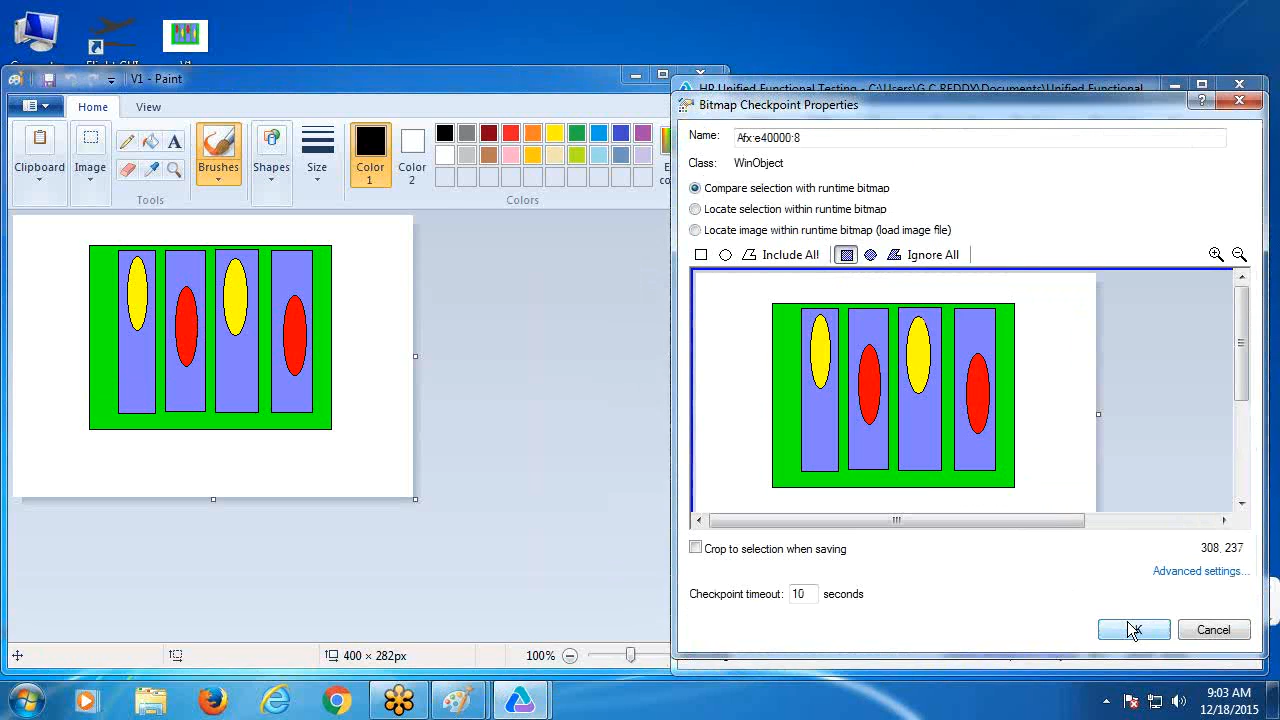 V1 - Paint
Home
View
Clipboard
Image
Tools
Brushes
Shapes
Size
Color
1
Color
2
Colors
HP Unified Functional Testing - C:\Users\G C REDDY\Documents\Unified Functional
Bitmap Checkpoint Properties
Name: Afx:e40000:8
Class: WinObject
Compare selection with runtime bitmap
Locate selection within runtime bitmap
Locate image within runtime bitmap (load image file)
Include All
Ignore All
Crop to selection when saving
308, 237
Advanced settings...
Checkpoint timeout: 10 seconds
Cancel
400 × 282px
100%
9:03 AM
12/18/2015